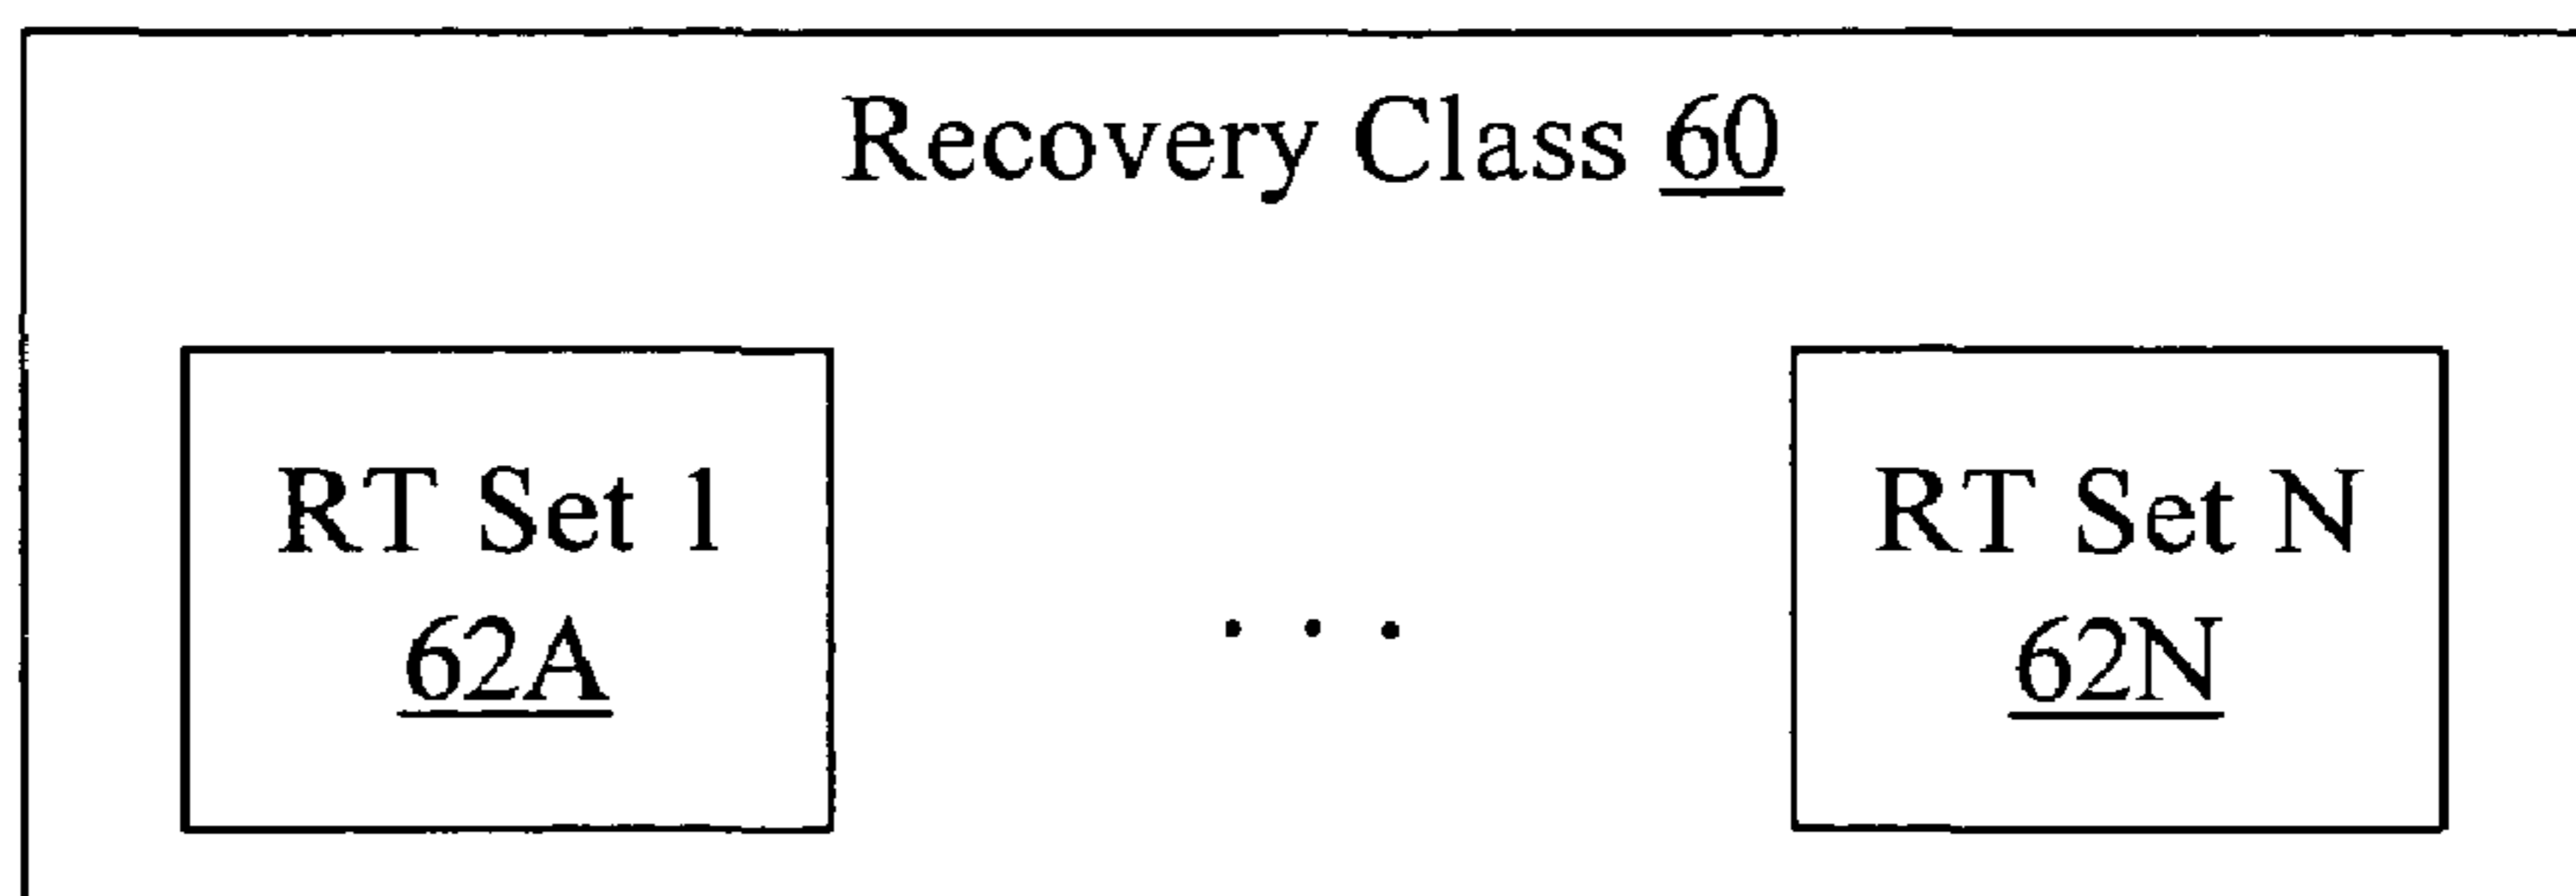 Recovery Class 60
RT Set 1
62A
. . .
RT Set N
62N